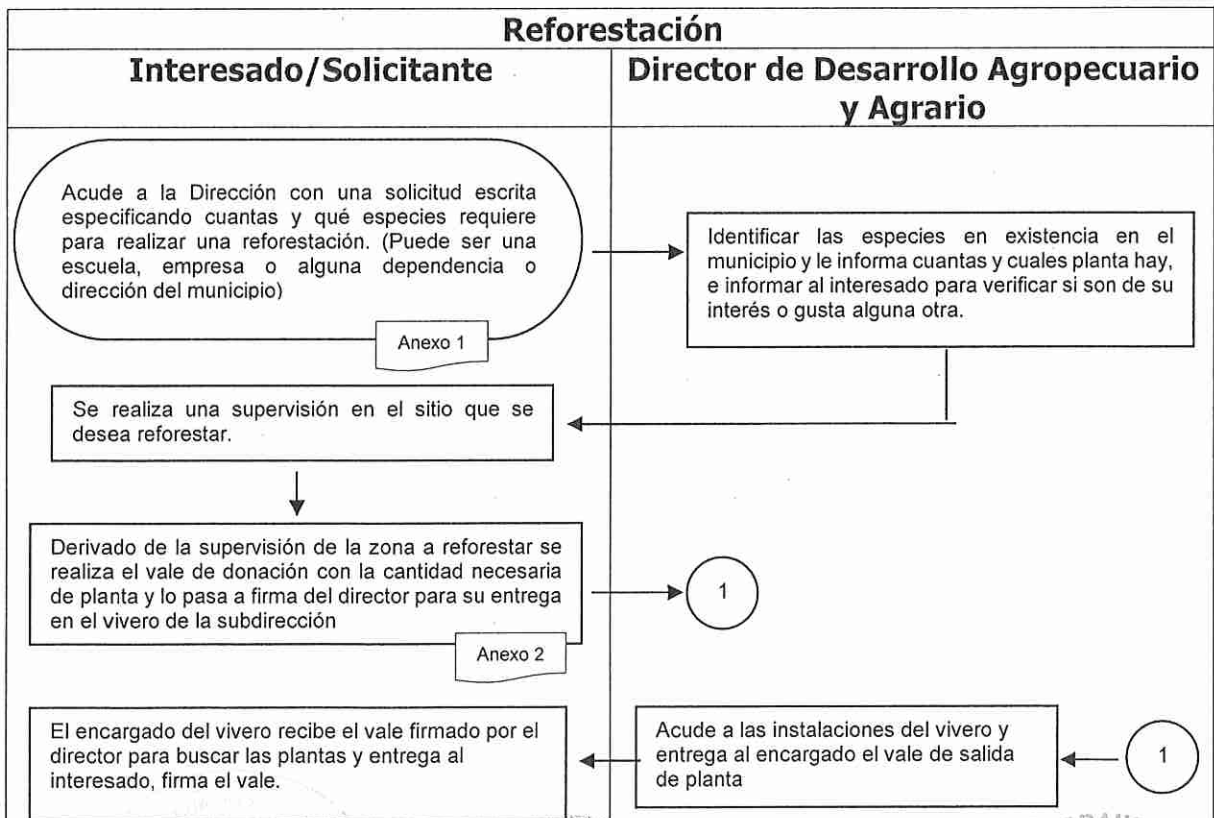 Reforestación
Interesado/Solicitante
Director de Desarrollo Agropecuario
y Agrario
Acude a la Dirección con una solicitud escrita
especificando cuantas y qué especies requiere
para realizar una reforestación. (Puede ser una
escuela, empresa o alguna dependencia o
dirección del municipio)
Anexo 1
Identificar las especies en existencia en el
municipio y le informa cuantas y cuales planta hay,
e informar al interesado para verificar si son de su
interés o gusta alguna otra.
Se realiza una supervisión en el sitio que se
desea reforestar.
Derivado de la supervisión de la zona a reforestar se
realiza el vale de donación con la cantidad necesaria
de planta y lo pasa a firma del director para su entrega
en el vivero de la subdirección
Anexo 2
1
El encargado del vivero recibe el vale firmado por el
director para buscar las plantas y entrega al
interesado, firma el vale.
Acude a las instalaciones del vivero y
entrega al encargado el vale de salida
de planta
1